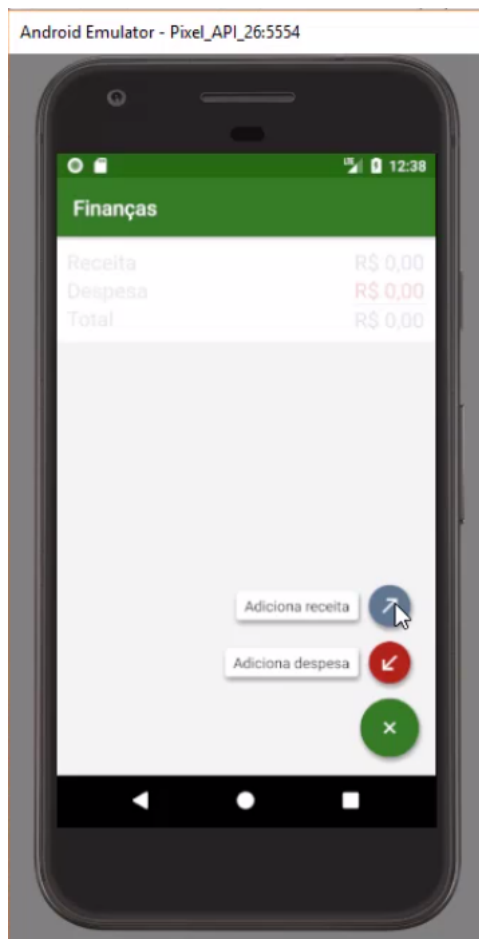 Android Emulator - Pixel_API_26:5554
LTE 12:38
Finanças
Receita R$ 0,00
Despesa R$ 0,00
Total R$ 0,00
Adiciona receita
Adiciona despesa